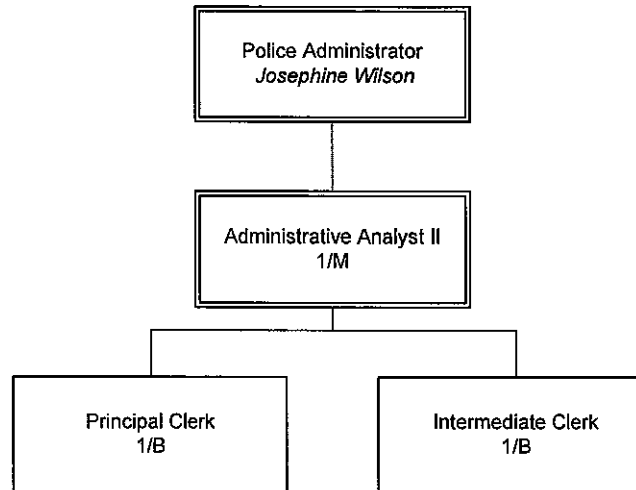 Police Administrator
Josephine Wilson
Administrative Analyst II
1/M
Principal Clerk
1/B
Intermediate Clerk
1/B